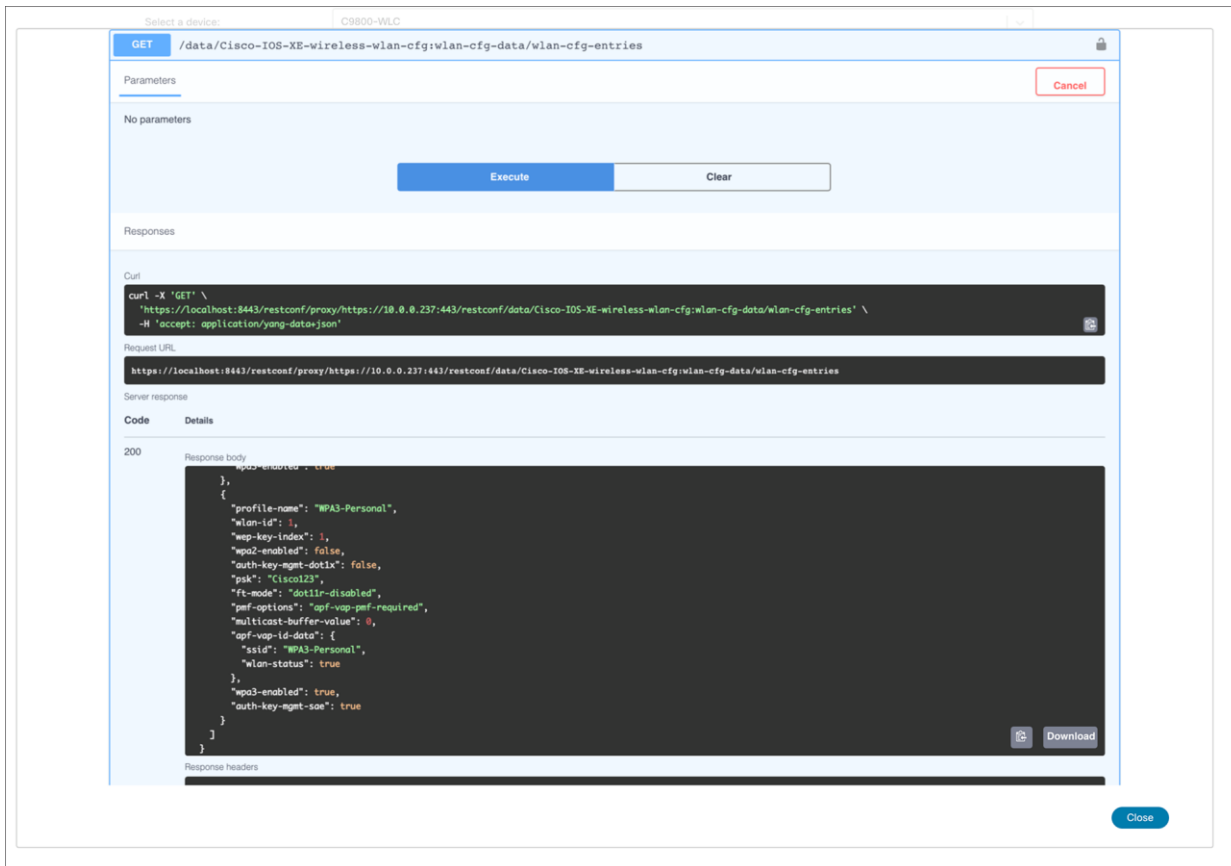 Select a device: C9800-WLC
GET /data/Cisco-IOS-XE-wireless-wlan-cfg:wlan-cfg-data/wlan-cfg-entries
Parameters
Cancel
No parameters
Execute Clear
Responses
Curl
curl -X 'GET' \
'https://localhost:8443/restconf/proxy/https://10.0.0.237:443/restconf/data/Cisco-IOS-XE-wireless-wlan-cfg:wlan-cfg-data/wlan-cfg-entries' \
-H 'accept: application/yang-data+json'
Request URL
https://localhost:8443/restconf/proxy/https://10.0.0.237:443/restconf/data/Cisco-IOS-XE-wireless-wlan-cfg:wlan-cfg-data/wlan-cfg-entries
Server response
Code Details
200
Response body
"wpa3-enabled": true
},
{
"profile-name": "WPA3-Personal",
"wlan-id": 1,
"wep-key-index": 1,
"wpa2-enabled": false,
"auth-key-mgmt-dot1x": false,
"psk": "Cisco123",
"ft-mode": "dot11r-disabled",
"pmf-options": "apf-vap-pmf-required",
"multicast-buffer-value": 0,
"apf-vap-id-data": {
"ssid": "WPA3-Personal",
"wlan-status": true
},
"wpa3-enabled": true,
"auth-key-mgmt-sae": true
}
]
}
Download
Response headers
Close